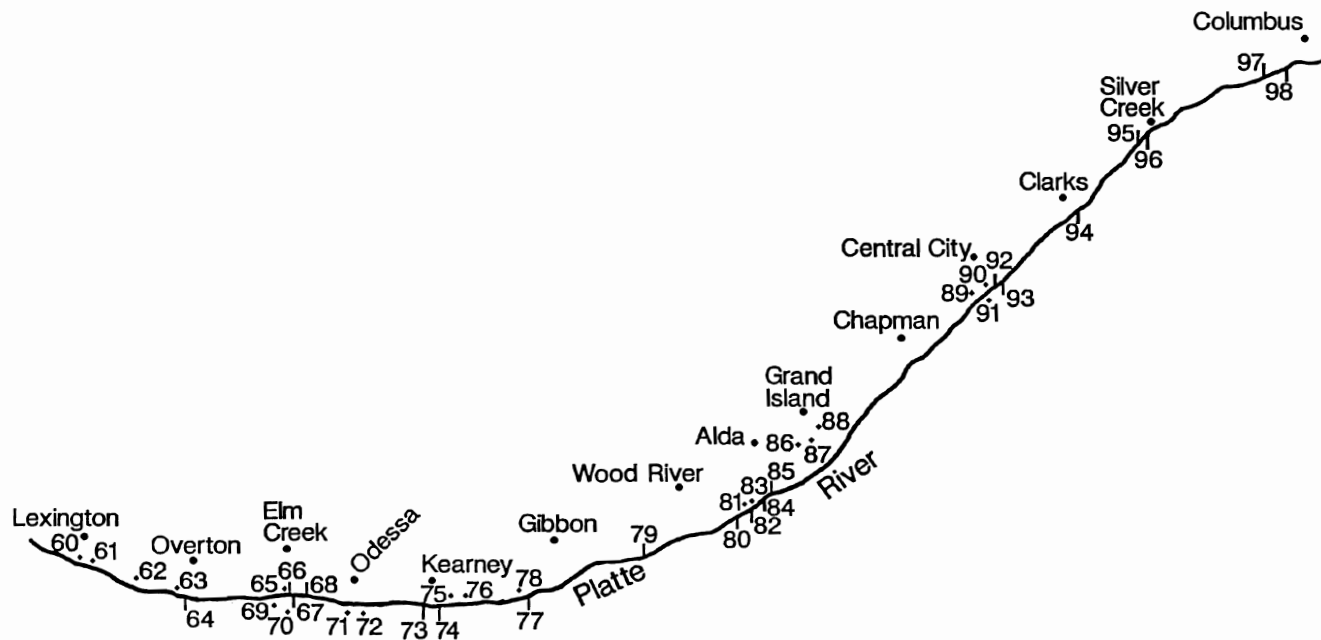 Columbus
97
98
Silver
Creek
95
96
Clarks
94
Central City
90
92
89
93
91
Chapman
Grand
Island
88
Alda
86
87
River
Wood River
85
83
81
84
82
80
Gibbon
79
Platte
Lexington
60
61
Overton
Elm
Creek
Odessa
62
63
64
66
65
68
69
67
70
71
72
Kearney
75
76
78
73
74
77